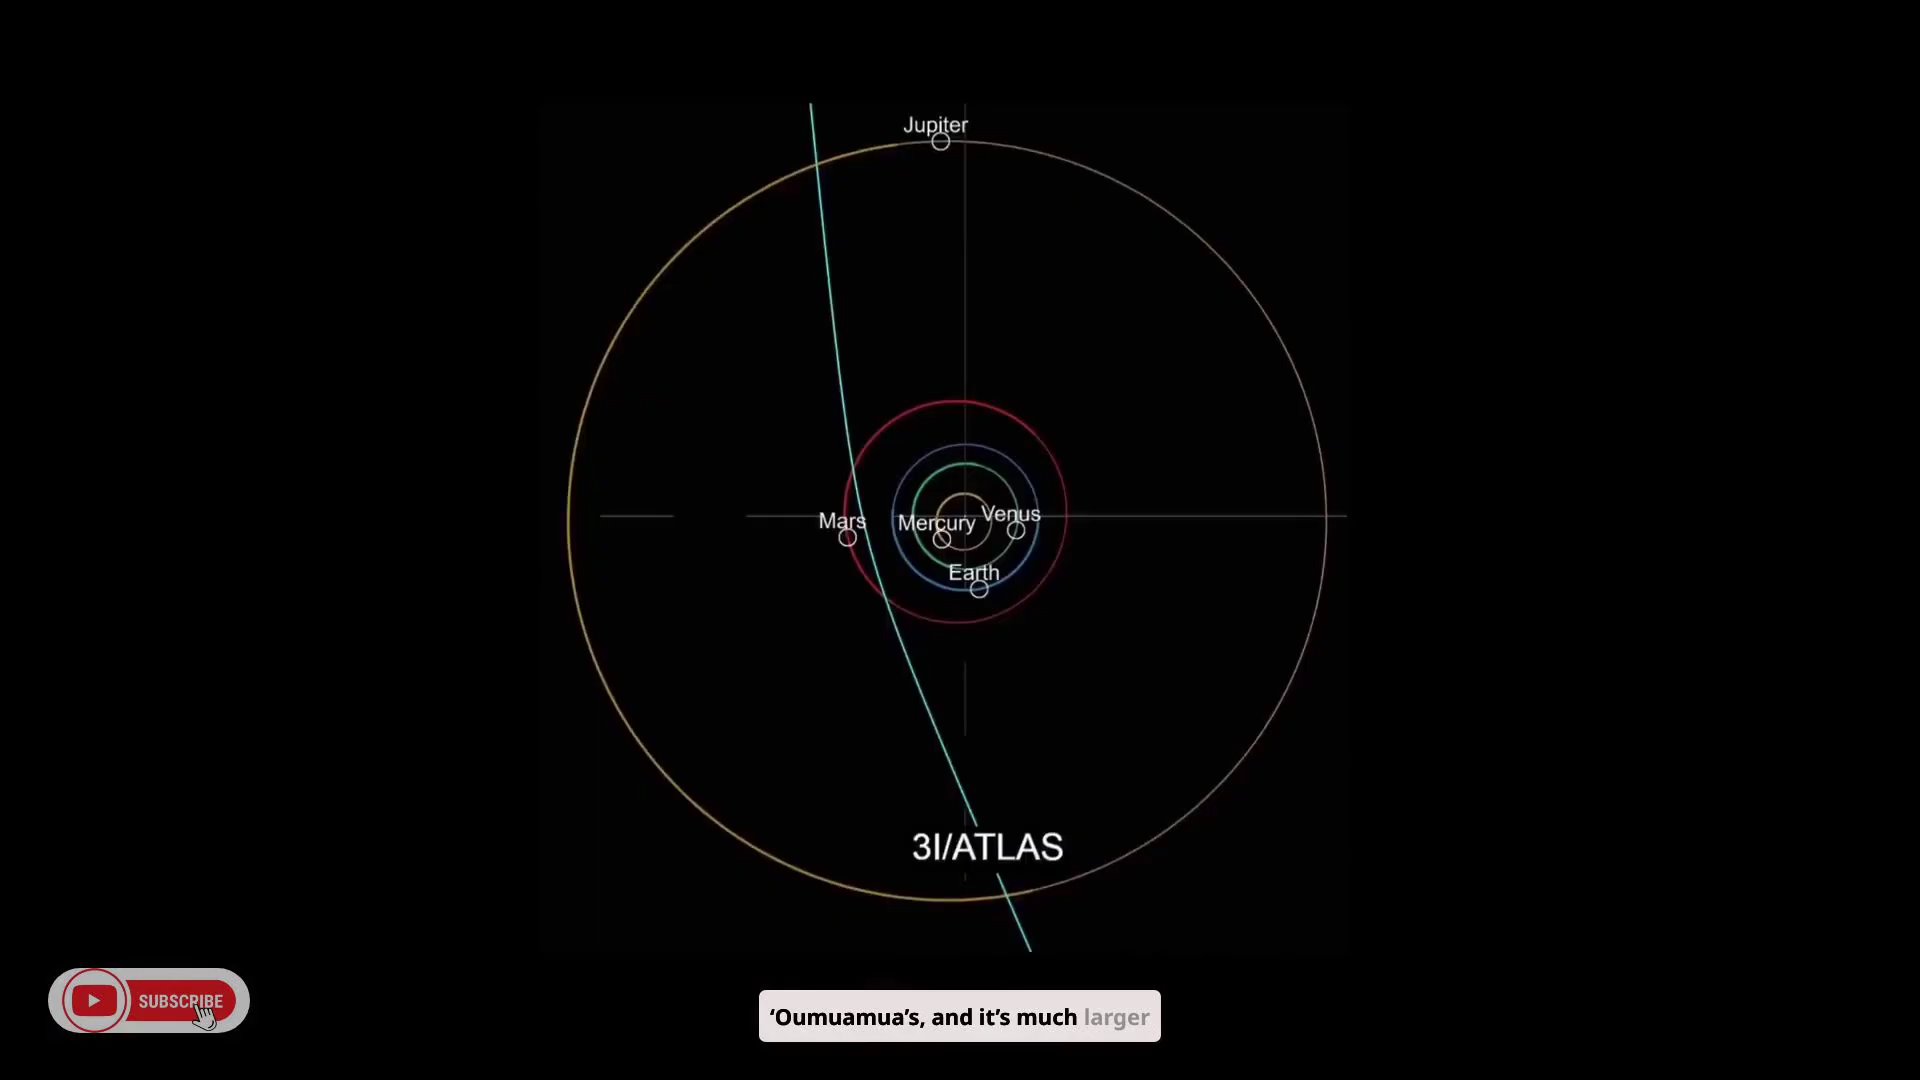 Jupiter
Mars
Mercury
Venus
Earth
3I/ATLAS
SUBSCRIBE
‘Oumuamua’s, and it’s much larger